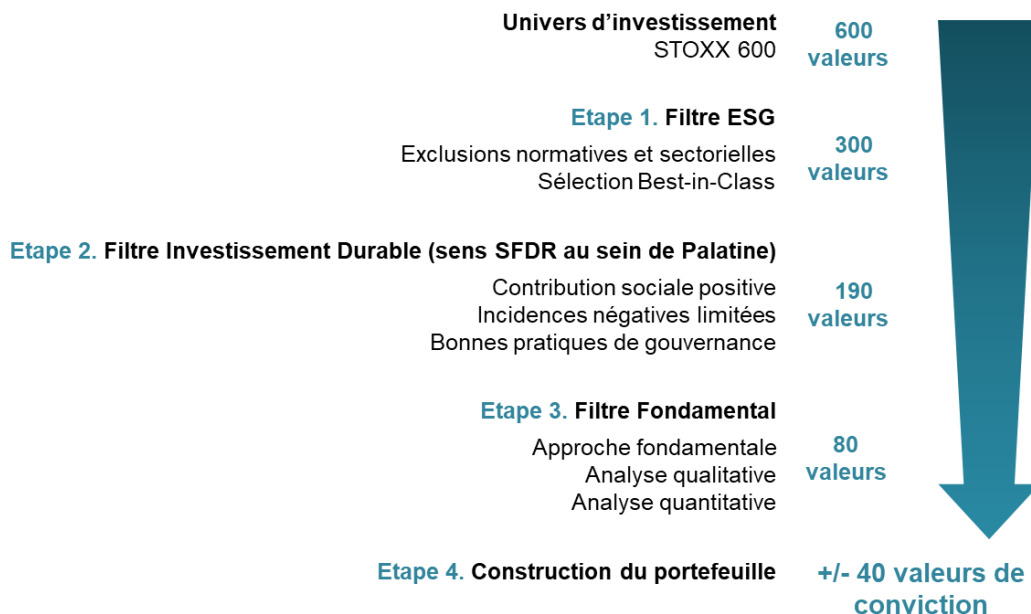 Univers d’investissement
STOXX 600
600
valeurs
Etape 1. Filtre ESG
Exclusions normatives et sectorielles
Sélection Best-in-Class
300
valeurs
Etape 2. Filtre Investissement Durable (sens SFDR au sein de Palatine)
Contribution sociale positive
Incidences négatives limitées
Bonnes pratiques de gouvernance
190
valeurs
Etape 3. Filtre Fondamental
Approche fondamentale
Analyse qualitative
Analyse quantitative
80
valeurs
Etape 4. Construction du portefeuille
+/- 40 valeurs de
conviction